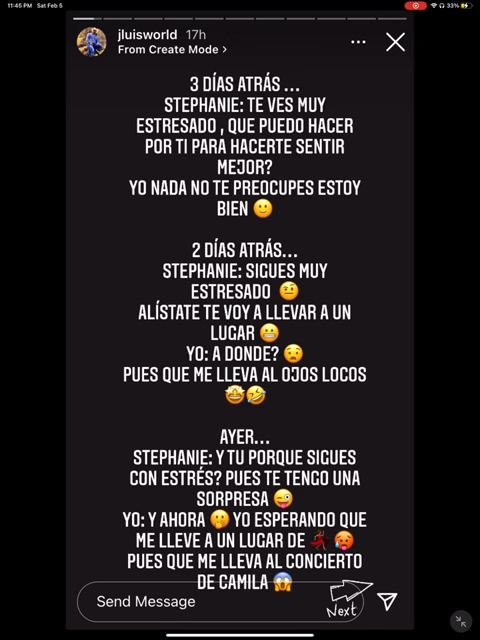 11:45 PM Sat Feb 5
33%
jluisworld 17h
From Create Mode >
3 DÍAS ATRÁS ...
STEPHANIE: TE VES MUY
ESTRESADO , QUE PUEDO HACER
POR TI PARA HACERTE SENTIR
MEJOR?
YO NADA NO TE PREOCUPES ESTOY
BIEN 🙂
2 DÍAS ATRÁS...
STEPHANIE: SIGUES MUY
ESTRESADO 🤨
ALÍSTATE TE VOY A LLEVAR A UN
LUGAR 😬
YO: A DONDE? 😧
PUES QUE ME LLEVA AL OJOS LOCOS
🤩🤣
AYER...
STEPHANIE: Y TU PORQUE SIGUES
CON ESTRÉS? PUES TE TENGO UNA
SORPRESA 😜
YO: Y AHORA 🤫 YO ESPERANDO QUE
ME LLEVE A UN LUGAR DE 💃🏿 🥵
PUES QUE ME LLEVA AL CONCIERTO
DE CAMILA 😱
Send Message
Next